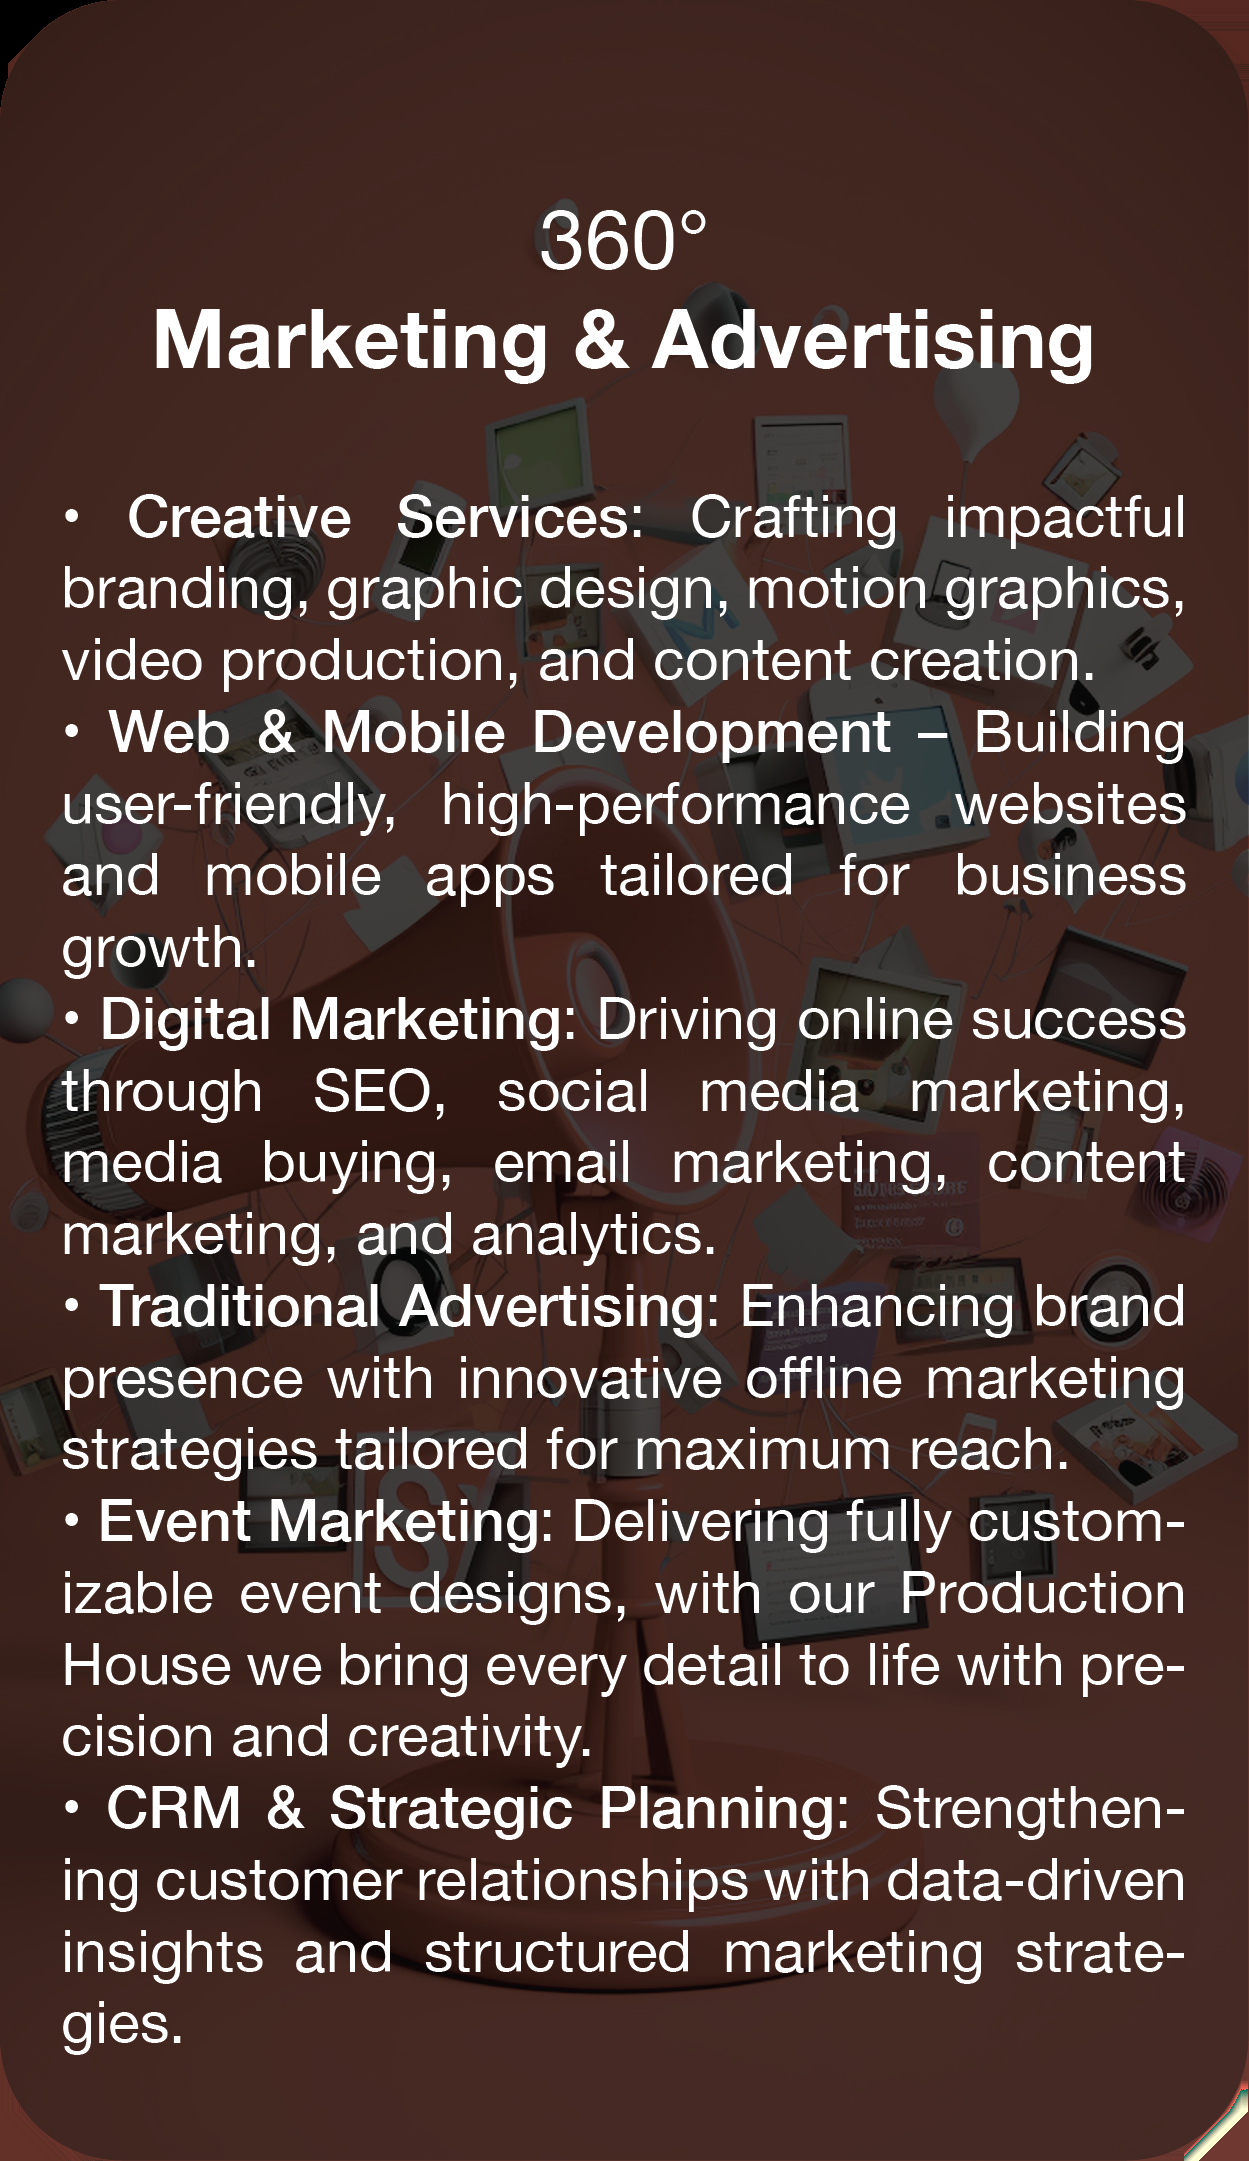 360°
Marketing & Advertising
• Creative Services: Crafting impactful
branding, graphic design, motion graphics,
video production, and content creation.
• Web & Mobile Development – Building
user-friendly, high-performance websites
and mobile apps tailored for business
growth.
• Digital Marketing: Driving online success
through SEO, social media marketing,
media buying, email marketing, content
marketing, and analytics.
• Traditional Advertising: Enhancing brand
presence with innovative offline marketing
strategies tailored for maximum reach.
• Event Marketing: Delivering fully custom-
izable event designs, with our Production
House we bring every detail to life with pre-
cision and creativity.
• CRM & Strategic Planning: Strengthen-
ing customer relationships with data-driven
insights and structured marketing strate-
gies.